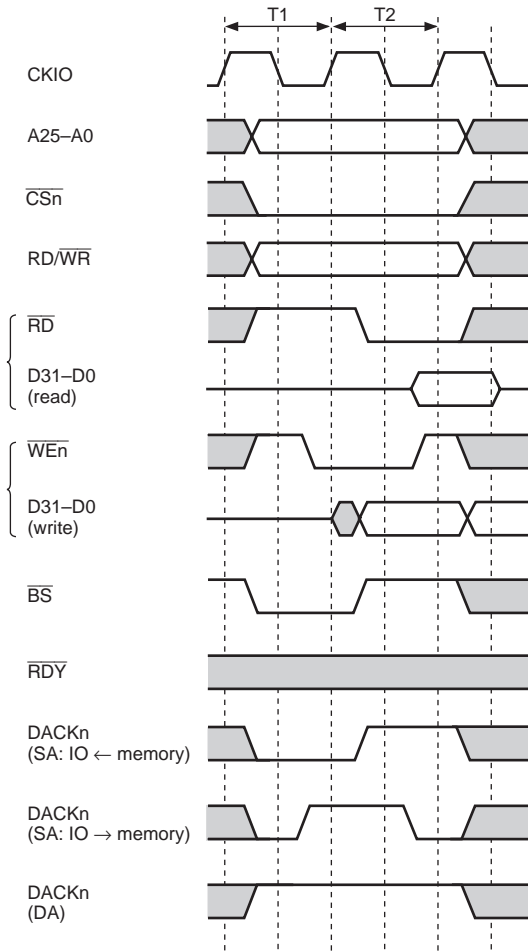 T1 T2
CKIO
A25–A0
CSn
RD/WR
RD
D31–D0
(read)
WEn
D31–D0
(write)
BS
RDY
DACKn
(SA: IO ← memory)
DACKn
(SA: IO → memory)
DACKn
(DA)